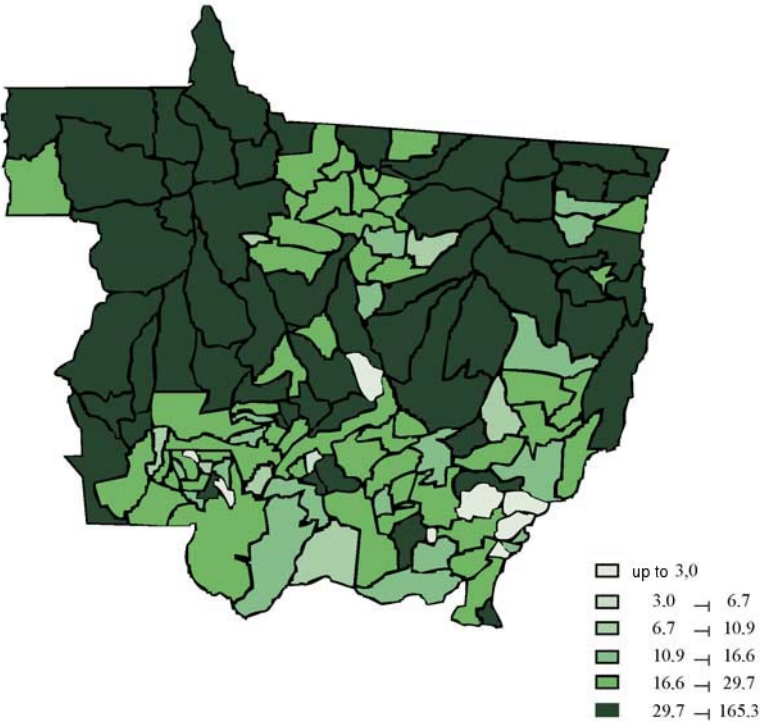 up to 3,0
3.0 ⊣ 6.7
6.7 ⊣ 10.9
10.9 ⊣ 16.6
16.6 ⊣ 29.7
29.7 ⊣ 165.3